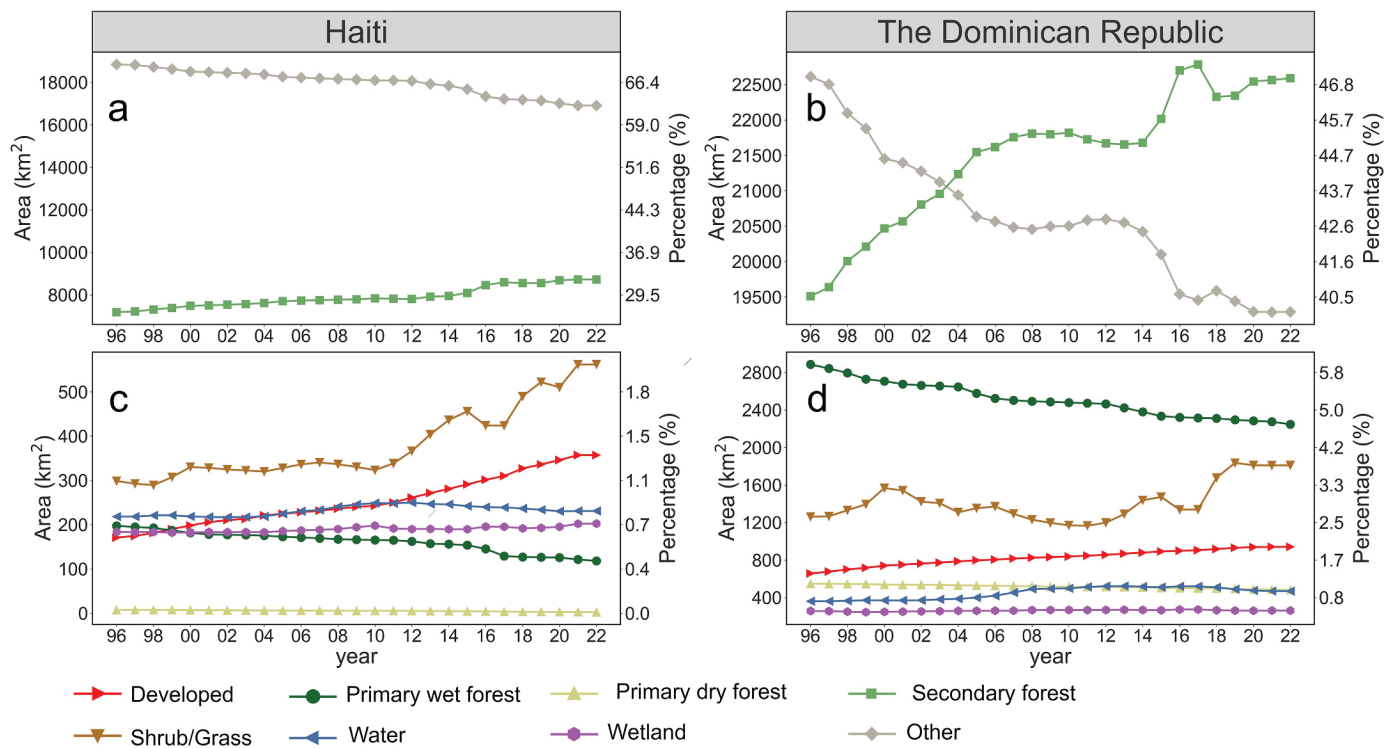 Haiti
The Dominican Republic
a
Area (km²)
18000
16000
14000
12000
10000
8000
66.4
59.0
51.6
44.3
36.9
29.5
Percentage (%)
96 98 00 02 04 06 08 10 12 14 16 18 20 22
b
Area (km²)
22500
22000
21500
21000
20500
20000
19500
46.8
45.7
44.7
43.7
42.6
41.6
40.5
Percentage (%)
96 98 00 02 04 06 08 10 12 14 16 18 20 22
c
Area (km²)
500
400
300
200
100
0
1.8
1.5
1.1
0.7
0.4
0.0
Percentage (%)
96 98 00 02 04 06 08 10 12 14 16 18 20 22
year
d
Area (km²)
2800
2400
2000
1600
1200
800
400
5.8
5.0
4.2
3.3
2.5
1.7
0.8
Percentage (%)
96 98 00 02 04 06 08 10 12 14 16 18 20 22
year
Developed Primary wet forest Primary dry forest Secondary forest
Shrub/Grass Water Wetland Other